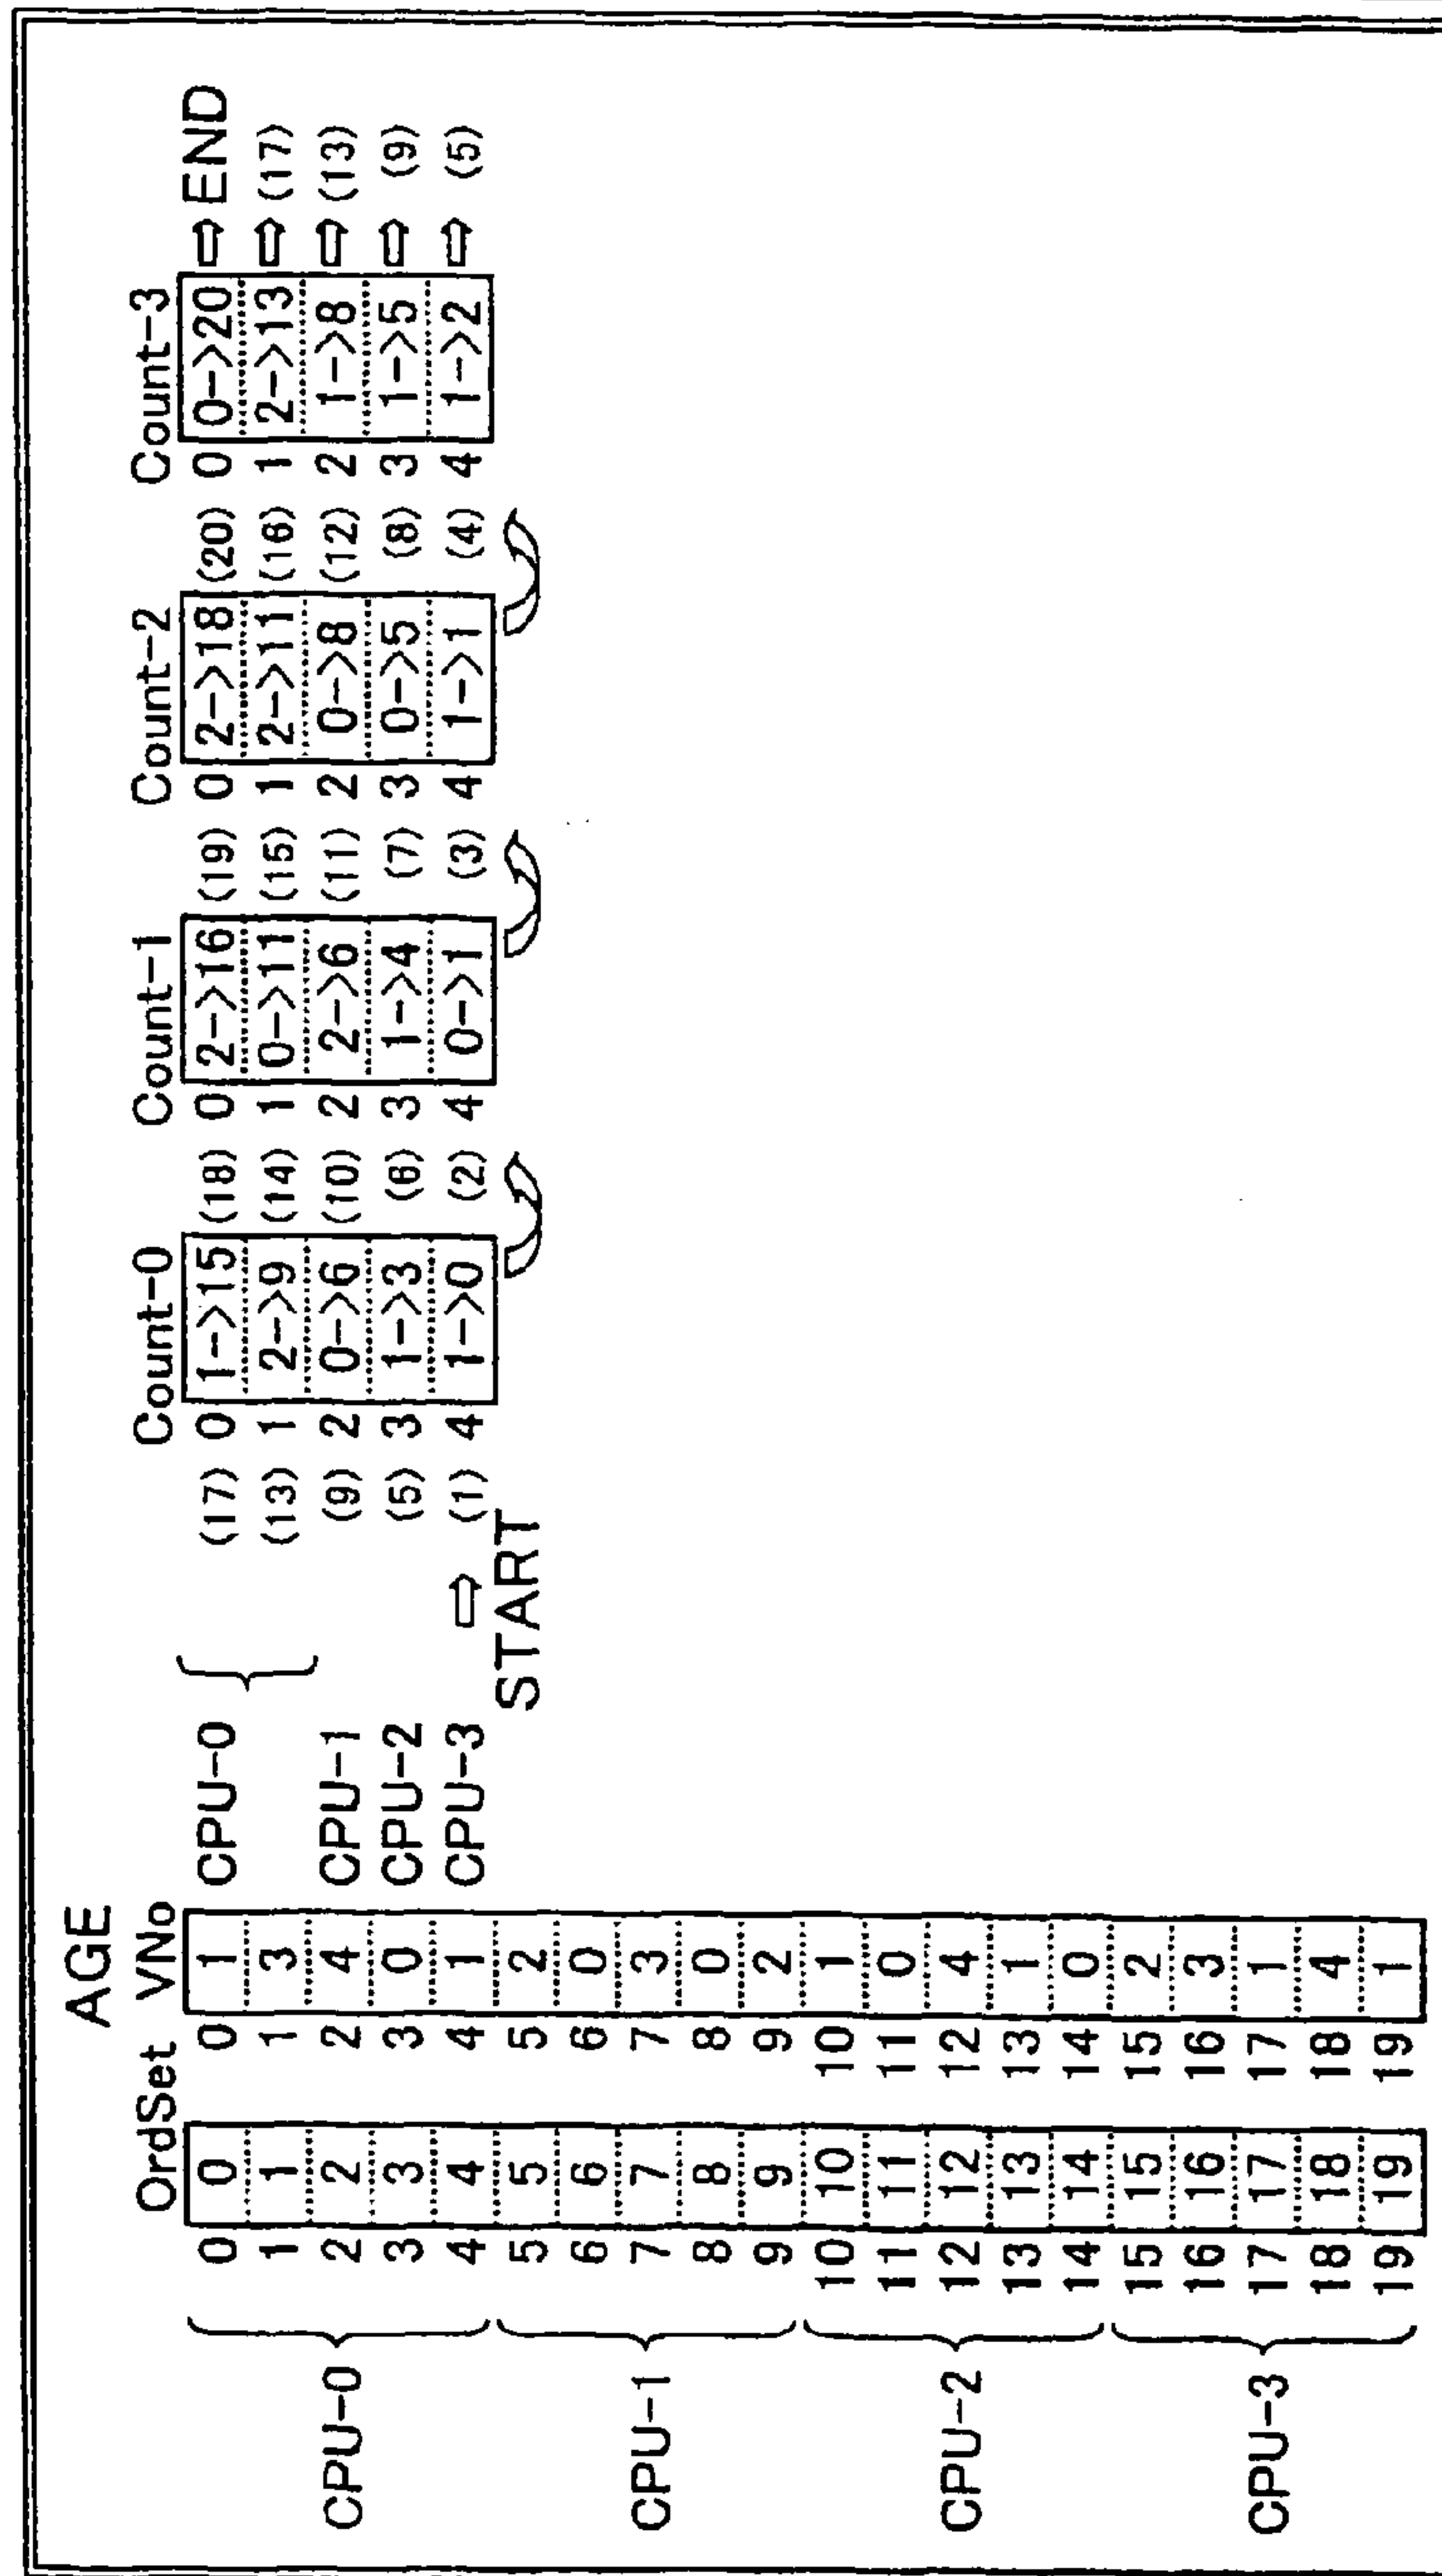 AGE
OrdSet VNo
CPU-0
0 0 0 1
1 1 1 3
2 2 2 4
3 3 3 0
4 4 4 1
CPU-1
5 5 5 2
6 6 6 0
7 7 7 3
8 8 8 0
9 9 9 2
CPU-2
10 10 10 1
11 11 11 0
12 12 12 4
13 13 13 1
14 14 14 0
CPU-3
15 15 15 2
16 16 16 3
17 17 17 1
18 18 18 4
19 19 19 1
Count-0 Count-1 Count-2 Count-3
CPU-0 (17) 0 1->15 (18) 0 2->16 (19) 0 2->18 (20) 0 0->20 ⇨ END
(13) 1 2->9 (14) 1 0->11 (15) 1 2->11 (16) 1 2->13 ⇨ (17)
CPU-1 (9) 2 0->6 (10) 2 2->6 (11) 2 0->8 (12) 2 1->8 ⇨ (13)
CPU-2 (5) 3 1->3 (6) 3 1->4 (7) 3 0->5 (8) 3 1->5 ⇨ (9)
CPU-3 ⇨ (1) 4 1->0 (2) 4 0->1 (3) 4 1->1 (4) 4 1->2 ⇨ (5)
START